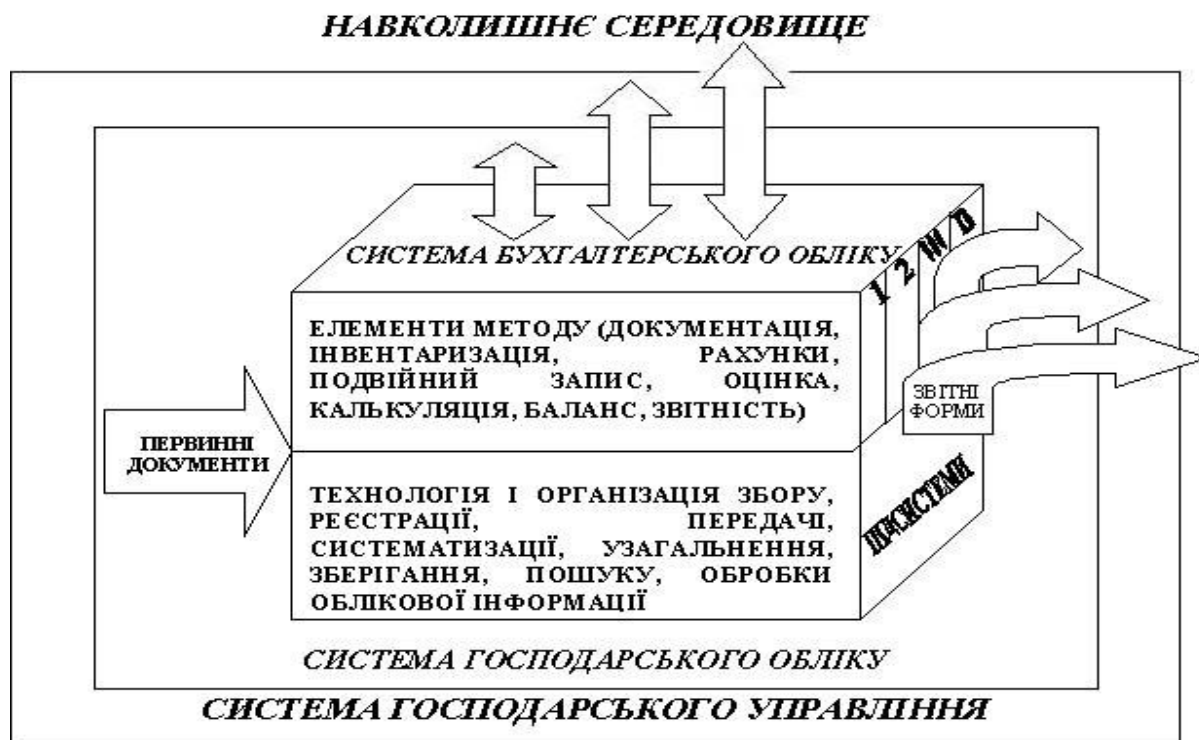 НАВКОЛИШНЄ СЕРЕДОВИЩЕ
СИСТЕМА БУХГАЛТЕРСЬКОГО ОБЛІКУ
1 2 Ш В
ЕЛЕМЕНТИ МЕТОДУ (ДОКУМЕНТАЦІЯ,
ІНВЕНТАРИЗАЦІЯ, РАХУНКИ,
ПОДВІЙНИЙ ЗАПИС, ОЦІНКА,
КАЛЬКУЛЯЦІЯ, БАЛАНС, ЗВІТНІСТЬ)
ЗВІТНІ
ФОРМИ
ПЕРВИННІ
ДОКУМЕНТИ
ТЕХНОЛОГІЯ І ОРГАНІЗАЦІЯ ЗБОРУ,
РЕЄСТРАЦІЇ, ПЕРЕДАЧІ,
СИСТЕМАТИЗАЦІЇ, УЗАГАЛЬНЕННЯ,
ЗБЕРІГАННЯ, ПОШУКУ, ОБРОБКИ
ОБЛІКОВОЇ ІНФОРМАЦІЇ
СИСТЕМА ГОСПОДАРСЬКОГО ОБЛІКУ
СИСТЕМА ГОСПОДАРСЬКОГО УПРАВЛІННЯ